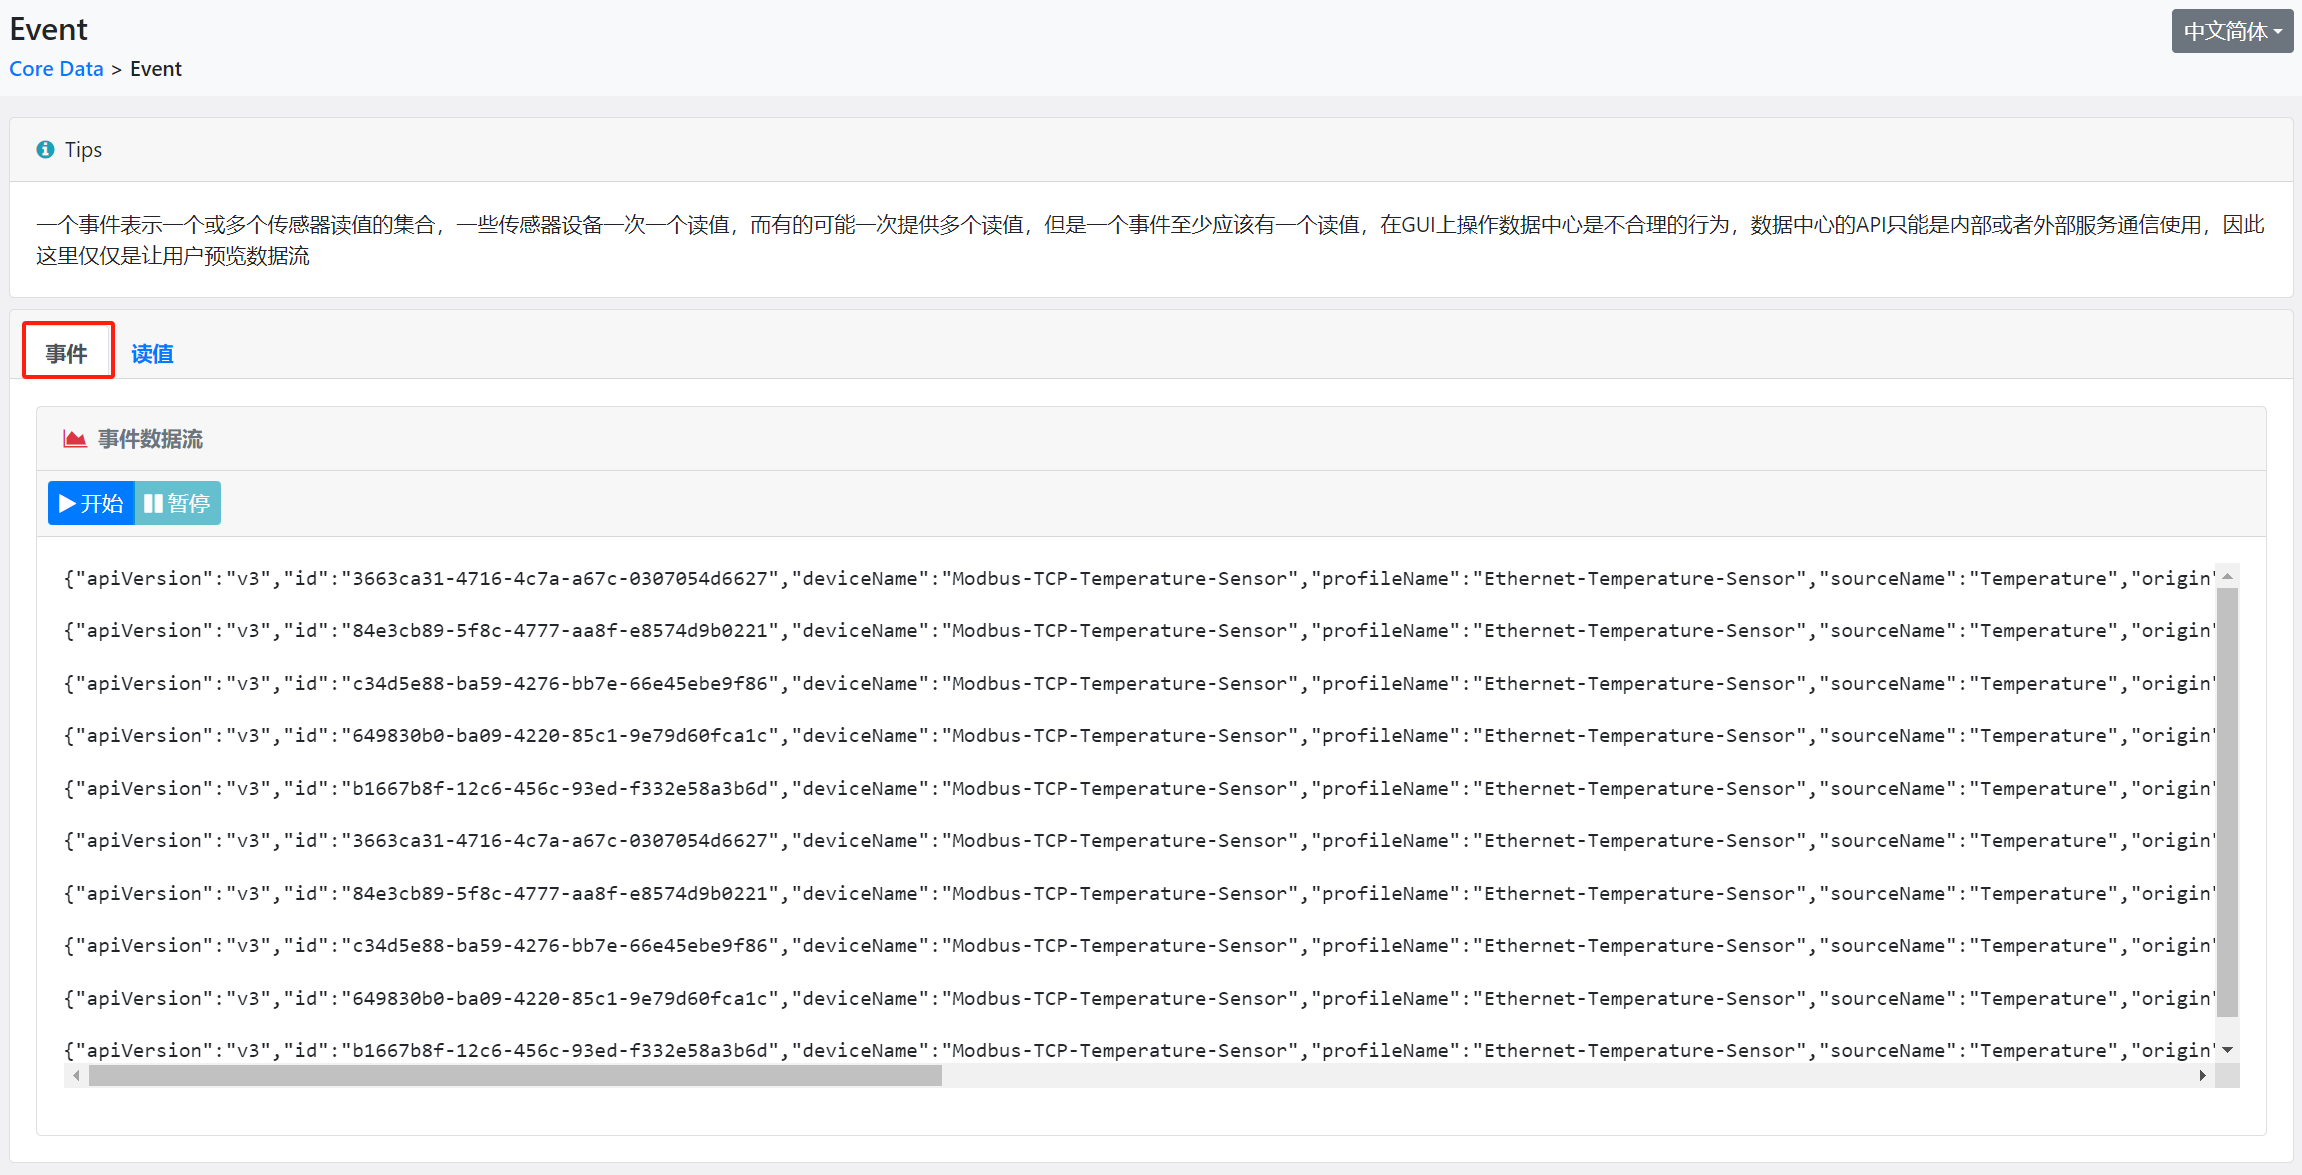 Event
中文简体
Core Data > Event
Tips
一个事件表示一个或多个传感器读值的集合，一些传感器设备一次一个读值，而有的可能一次提供多个读值，但是一个事件至少应该有一个读值，在GUI上操作数据中心是不合理的行为，数据中心的API只能是内部或者外部服务通信使用，因此
这里仅仅是让用户预览数据流
事件 读值
事件数据流
开始 暂停
{"apiVersion":"v3","id":"3663ca31-4716-4c7a-a67c-0307054d6627","deviceName":"Modbus-TCP-Temperature-Sensor","profileName":"Ethernet-Temperature-Sensor","sourceName":"Temperature","origin"
{"apiVersion":"v3","id":"84e3cb89-5f8c-4777-aa8f-e8574d9b0221","deviceName":"Modbus-TCP-Temperature-Sensor","profileName":"Ethernet-Temperature-Sensor","sourceName":"Temperature","origin"
{"apiVersion":"v3","id":"c34d5e88-ba59-4276-bb7e-66e45ebe9f86","deviceName":"Modbus-TCP-Temperature-Sensor","profileName":"Ethernet-Temperature-Sensor","sourceName":"Temperature","origin"
{"apiVersion":"v3","id":"649830b0-ba09-4220-85c1-9e79d60fca1c","deviceName":"Modbus-TCP-Temperature-Sensor","profileName":"Ethernet-Temperature-Sensor","sourceName":"Temperature","origin"
{"apiVersion":"v3","id":"b1667b8f-12c6-456c-93ed-f332e58a3b6d","deviceName":"Modbus-TCP-Temperature-Sensor","profileName":"Ethernet-Temperature-Sensor","sourceName":"Temperature","origin"
{"apiVersion":"v3","id":"3663ca31-4716-4c7a-a67c-0307054d6627","deviceName":"Modbus-TCP-Temperature-Sensor","profileName":"Ethernet-Temperature-Sensor","sourceName":"Temperature","origin"
{"apiVersion":"v3","id":"84e3cb89-5f8c-4777-aa8f-e8574d9b0221","deviceName":"Modbus-TCP-Temperature-Sensor","profileName":"Ethernet-Temperature-Sensor","sourceName":"Temperature","origin"
{"apiVersion":"v3","id":"c34d5e88-ba59-4276-bb7e-66e45ebe9f86","deviceName":"Modbus-TCP-Temperature-Sensor","profileName":"Ethernet-Temperature-Sensor","sourceName":"Temperature","origin"
{"apiVersion":"v3","id":"649830b0-ba09-4220-85c1-9e79d60fca1c","deviceName":"Modbus-TCP-Temperature-Sensor","profileName":"Ethernet-Temperature-Sensor","sourceName":"Temperature","origin"
{"apiVersion":"v3","id":"b1667b8f-12c6-456c-93ed-f332e58a3b6d","deviceName":"Modbus-TCP-Temperature-Sensor","profileName":"Ethernet-Temperature-Sensor","sourceName":"Temperature","origin"